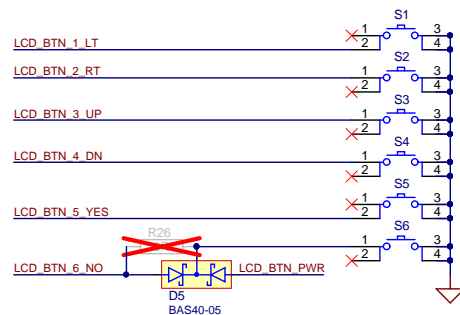 S1
1 3
LCD_BTN_1_LT 2 4
S2
LCD_BTN_2_RT 1 3
2 4
S3
LCD_BTN_3_UP 1 3
2 4
S4
LCD_BTN_4_DN 1 3
2 4
S5
1 3
LCD_BTN_5_YES 2 4
R26 S6
1 3
2 4
LCD_BTN_6_NO LCD_BTN_PWR
D5
BAS40-05